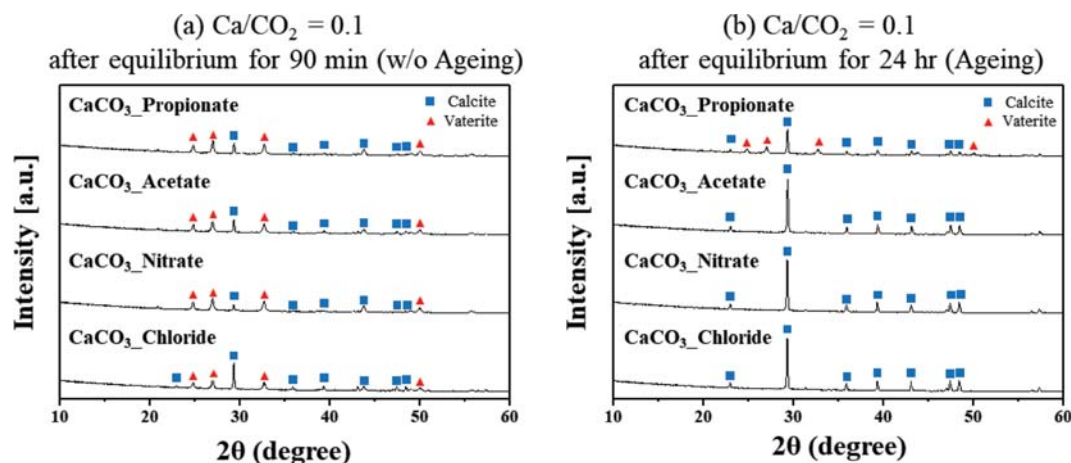 (a) Ca/CO₂ = 0.1
after equilibrium for 90 min (w/o Ageing)
CaCO₃_Propionate
Calcite
Vaterite
CaCO₃_Acetate
CaCO₃_Nitrate
CaCO₃_Chloride
Intensity [a.u.]
10 20 30 40 50 60
2θ (degree)
(b) Ca/CO₂ = 0.1
after equilibrium for 24 hr (Ageing)
CaCO₃_Propionate
Calcite
Vaterite
CaCO₃_Acetate
CaCO₃_Nitrate
CaCO₃_Chloride
Intensity [a.u.]
10 20 30 40 50 60
2θ (degree)